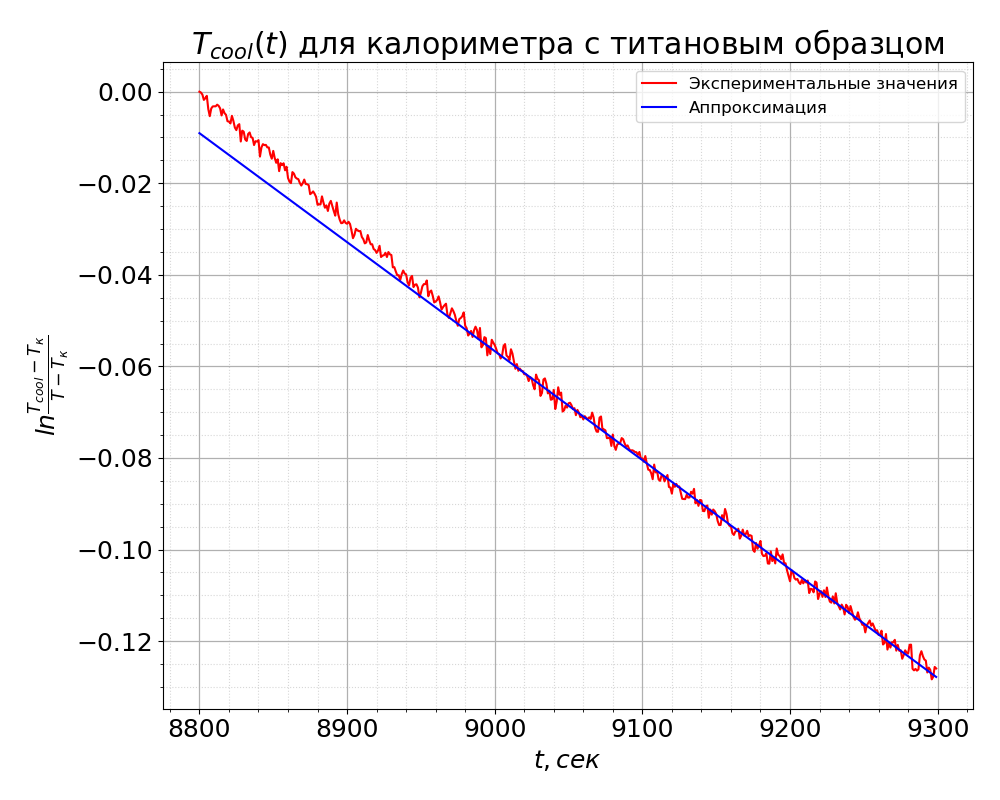 T_cool(t) для калориметра с титановым образцом
Экспериментальные значения
Аппроксимация
0.00
−0.02
−0.04
−0.06
−0.08
−0.10
−0.12
ln (T_cool − T_к)/(T − T_к)
8800 8900 9000 9100 9200 9300
t, сек